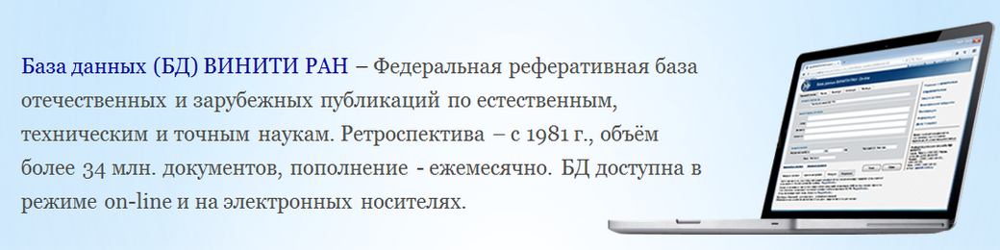 База данных (БД) ВИНИТИ РАН – Федеральная реферативная база
отечественных и зарубежных публикаций по естественным,
техническим и точным наукам. Ретроспектива – с 1981 г., объём
более 34 млн. документов, пополнение - ежемесячно. БД доступна в
режиме on-line и на электронных носителях.